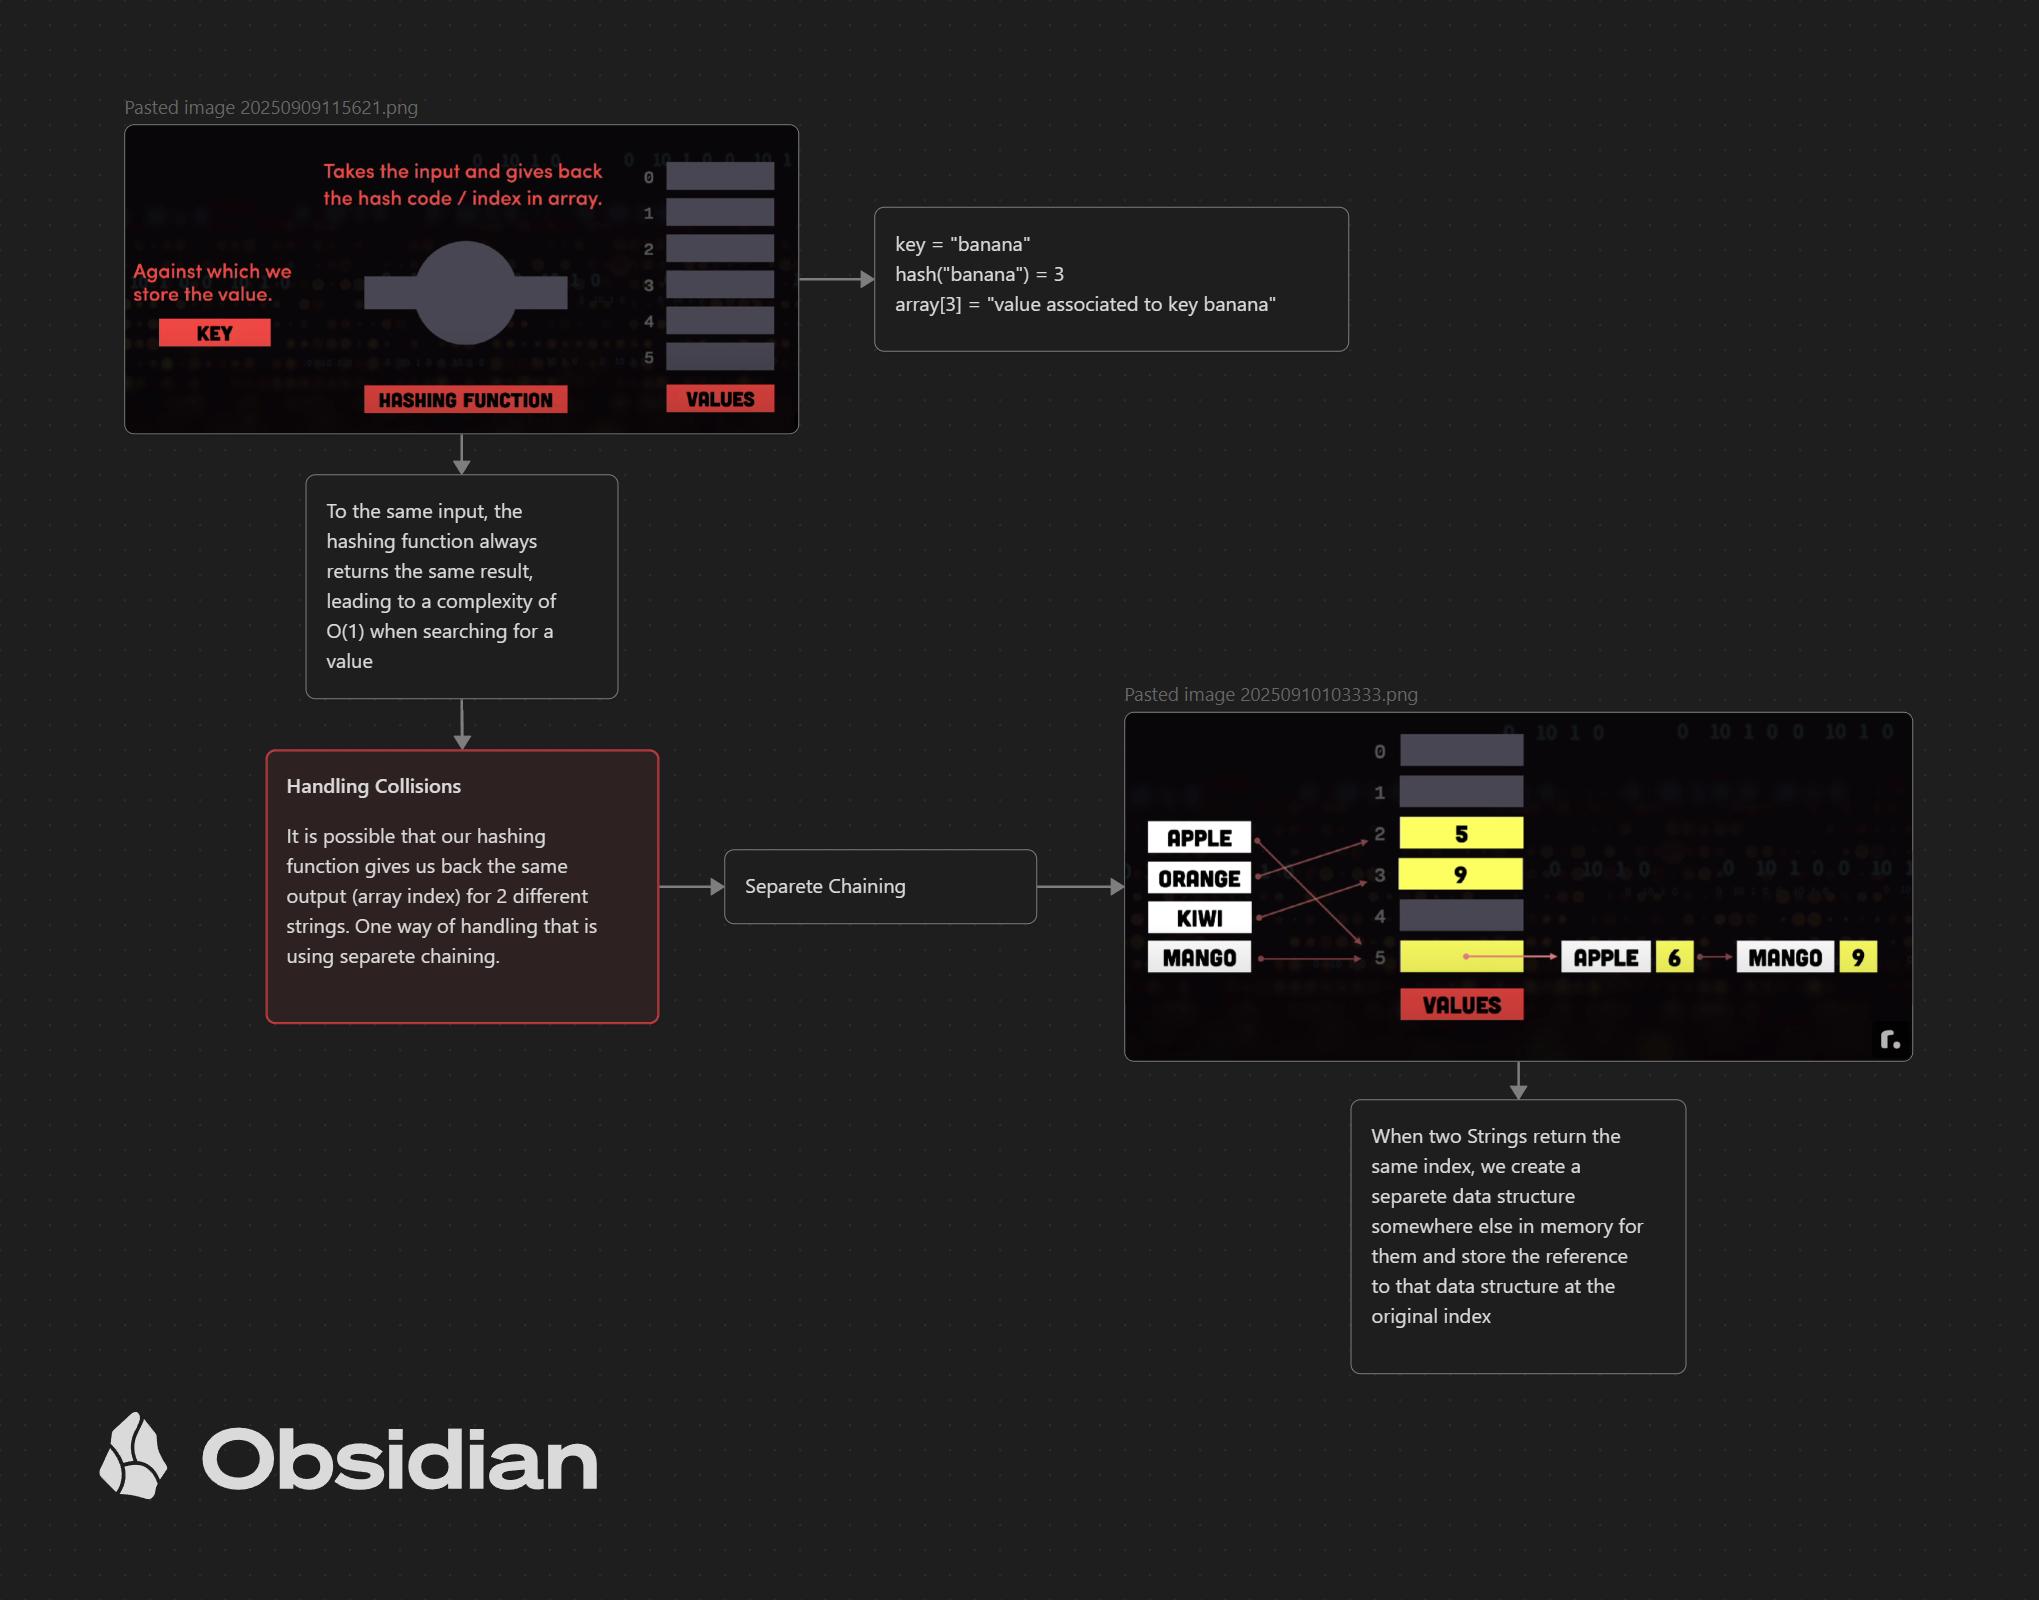 Pasted image 20250909115621.png
Takes the input and gives back
the hash code / index in array.
Against which we
store the value.
KEY
HASHING FUNCTION
0
1
2
3
4
5
VALUES
key = "banana"
hash("banana") = 3
array[3] = "value associated to key banana"
To the same input, the
hashing function always
returns the same result,
leading to a complexity of
O(1) when searching for a
value
Handling Collisions
It is possible that our hashing
function gives us back the same
output (array index) for 2 different
strings. One way of handling that is
using separete chaining.
Separete Chaining
Pasted image 20250910103333.png
APPLE
ORANGE
KIWI
MANGO
0
1
2 5
3 9
4
5 APPLE 6 MANGO 9
VALUES
r.
When two Strings return the
same index, we create a
separete data structure
somewhere else in memory for
them and store the reference
to that data structure at the
original index
Obsidian